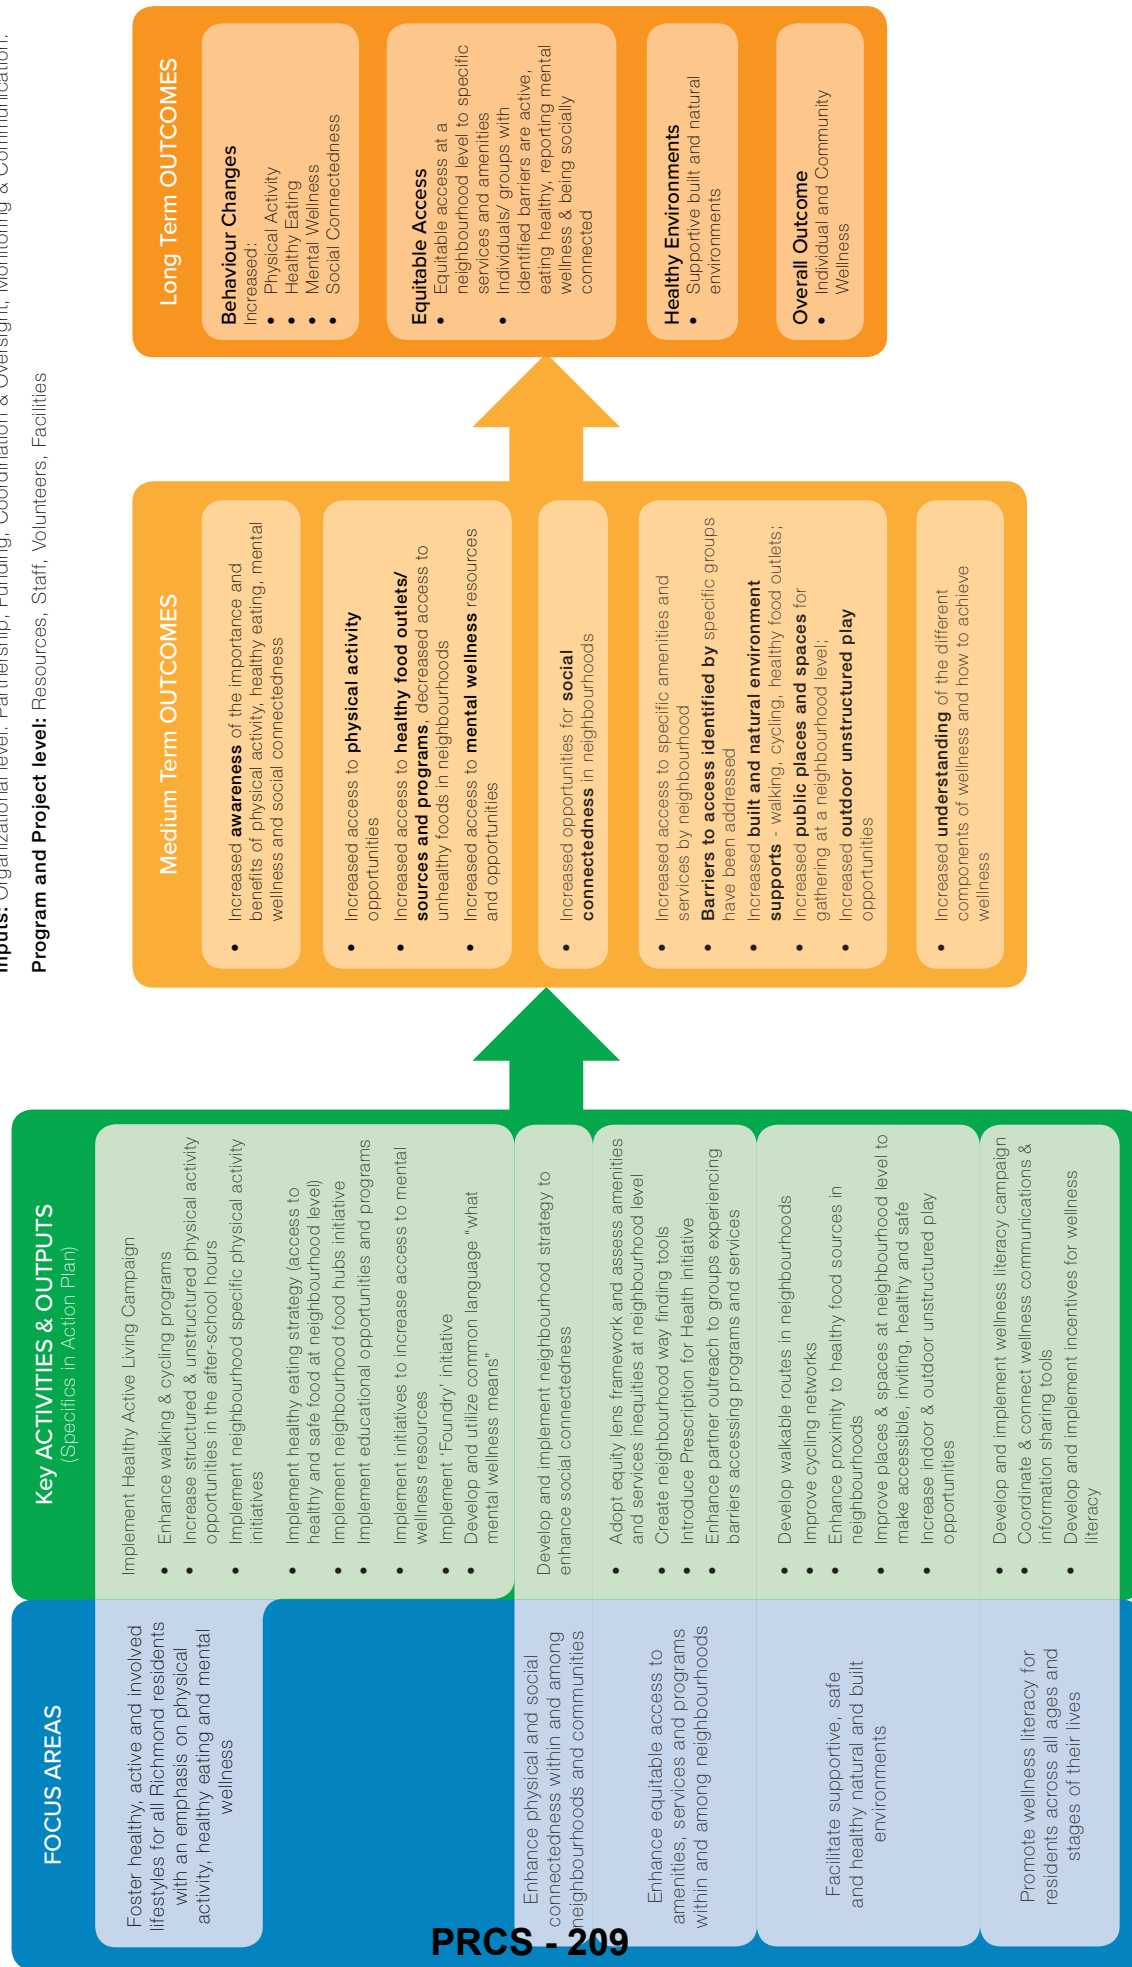 Inputs: Organizational level: Partnership, Funding, Coordination & Oversight, Monitoring & Communication.
Program and Project level: Resources, Staff, Volunteers, Facilities
FOCUS AREAS
Foster healthy, active and involved
lifestyles for all Richmond residents
with an emphasis on physical
activity, healthy eating and mental
wellness
Enhance physical and social
connectedness within and among
neighbourhoods and communities
Enhance equitable access to
amenities, services and programs
within and among neighbourhoods
Facilitate supportive, safe
and healthy natural and built
environments
Promote wellness literacy for
residents across all ages and
stages of their lives
Key ACTIVITIES & OUTPUTS
(Specifics in Action Plan)
Implement Healthy Active Living Campaign
• Enhance walking & cycling programs
• Increase structured & unstructured physical activity
opportunities in the after-school hours
• Implement neighbourhood specific physical activity
initiatives
• Implement healthy eating strategy (access to
healthy and safe food at neighbourhood level)
• Implement neighbourhood food hubs initiative
• Implement educational opportunities and programs
• Implement initiatives to increase access to mental
wellness resources
• Implement ‘Foundry’ initiative
• Develop and utilize common language “what
mental wellness means”
Develop and implement neighbourhood strategy to
enhance social connectedness
• Adopt equity lens framework and assess amenities
and services inequities at neighbourhood level
• Create neighbourhood way finding tools
• Introduce Prescription for Health initiative
• Enhance partner outreach to groups experiencing
barriers accessing programs and services
• Develop walkable routes in neighbourhoods
• Improve cycling networks
• Enhance proximity to healthy food sources in
neighbourhoods
• Improve places & spaces at neighbourhood level to
make accessible, inviting, healthy and safe
• Increase indoor & outdoor unstructured play
opportunities
• Develop and implement wellness literacy campaign
• Coordinate & connect wellness communications &
information sharing tools
• Develop and implement incentives for wellness
literacy
Medium Term OUTCOMES
• Increased awareness of the importance and
benefits of physical activity, healthy eating, mental
wellness and social connectedness
• Increased access to physical activity
opportunities
• Increased access to healthy food outlets/
sources and programs, decreased access to
unhealthy foods in neighbourhoods
• Increased access to mental wellness resources
and opportunities
• Increased opportunities for social
connectedness in neighbourhoods
• Increased access to specific amenities and
services by neighbourhood
• Barriers to access identified by specific groups
have been addressed
• Increased built and natural environment
supports - walking, cycling, healthy food outlets;
• Increased public places and spaces for
gathering at a neighbourhood level;
• Increased outdoor unstructured play
opportunities
• Increased understanding of the different
components of wellness and how to achieve
wellness
Long Term OUTCOMES
Behaviour Changes
Increased:
• Physical Activity
• Healthy Eating
• Mental Wellness
• Social Connectedness
Equitable Access
• Equitable access at a
neighbourhood level to specific
services and amenities
• Individuals/ groups with
identified barriers are active,
eating healthy, reporting mental
wellness & being socially
connected
Healthy Environments
• Supportive built and natural
environments
Overall Outcome
• Individual and Community
Wellness
PRCS - 209